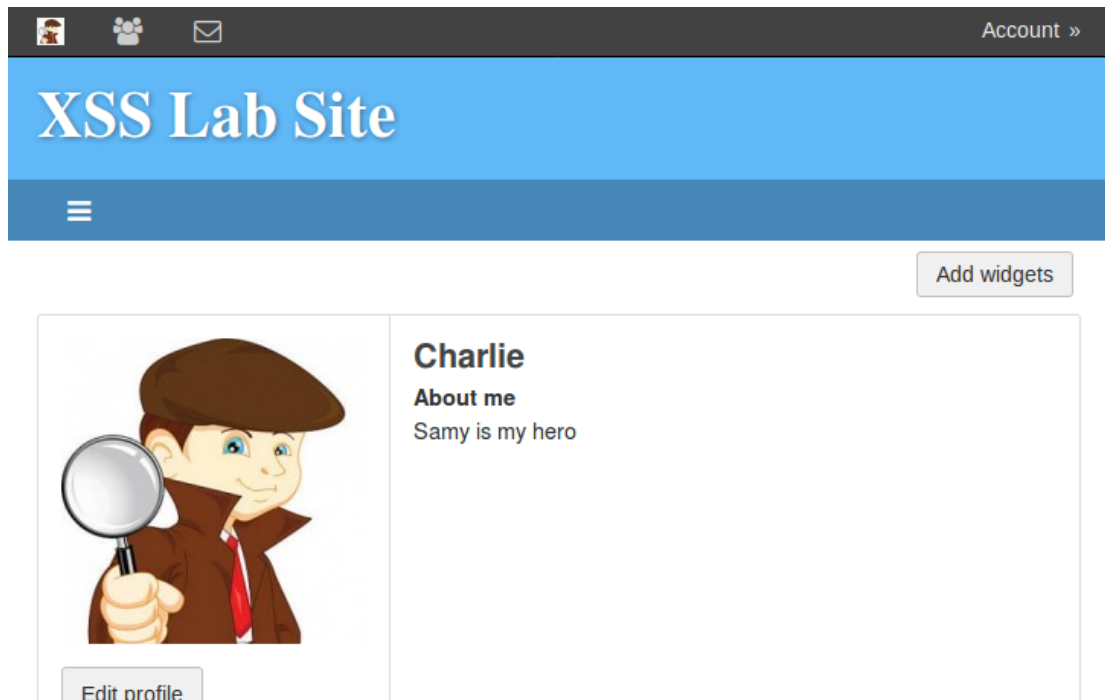 Account »
XSS Lab Site
Add widgets
Charlie
About me
Samy is my hero
Edit profile